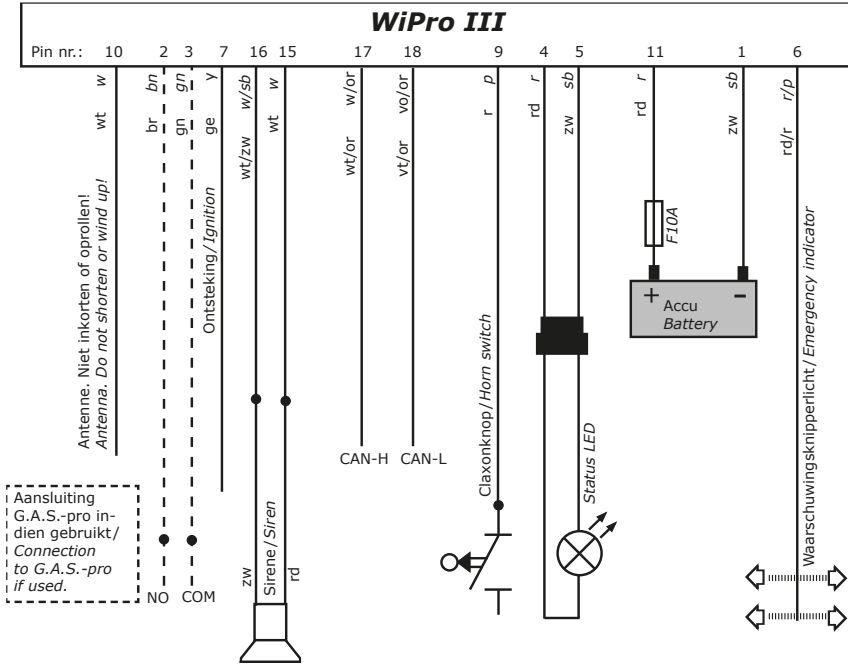 WiPro III
Pin nr.: 10 2 3 7 16 15 17 18 9 4 5 11 1 6
w bn gn y w/sb w w/or vo/or p r sb r sb r/p
wt br gn ge wt/zw wt wt/or vt/or r rd zw rd zw rd/r
Antenne. Niet inkorten of oprollen!
Antenna. Do not shorten or wind up!
Ontsteking/Ignition
F10A
+ -
Accu
Battery
CAN-H CAN-L
Claxonknop/Horn switch
Status LED
Waarschuwingsknipperlicht/Emergency indicator
Aansluiting
G.A.S.-pro in-
dien gebruikt/
Connection
to G.A.S.-pro
if used.
NO COM
zw
Sirene/Siren
rd